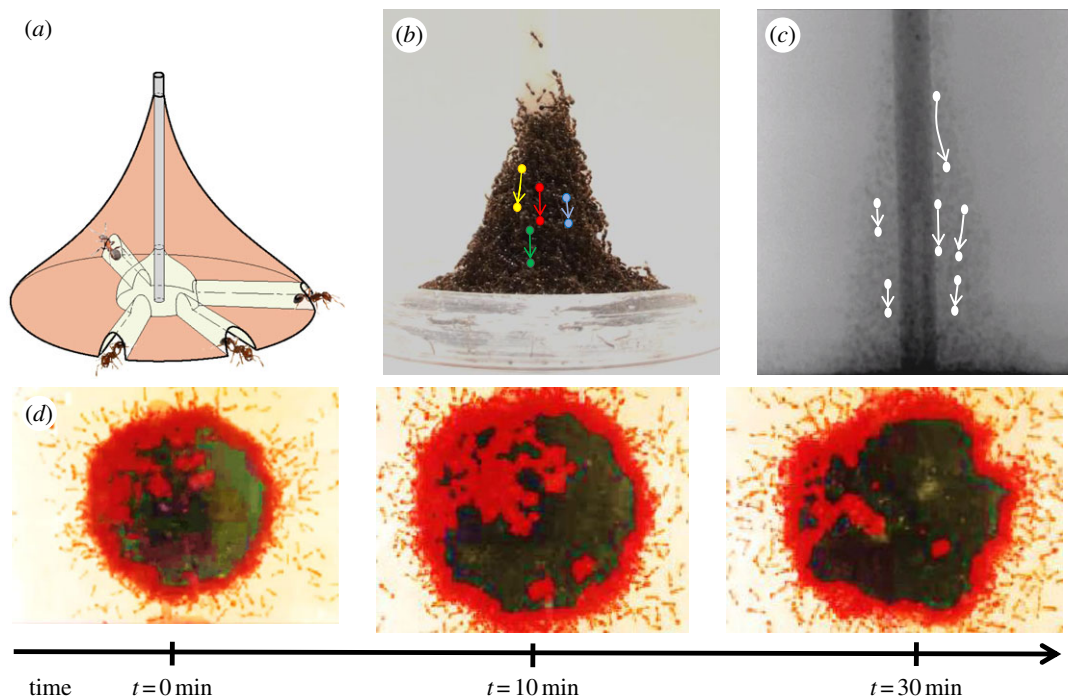 (a)
(b)
(c)
(d)
time
t = 0 min
t = 10 min
t = 30 min